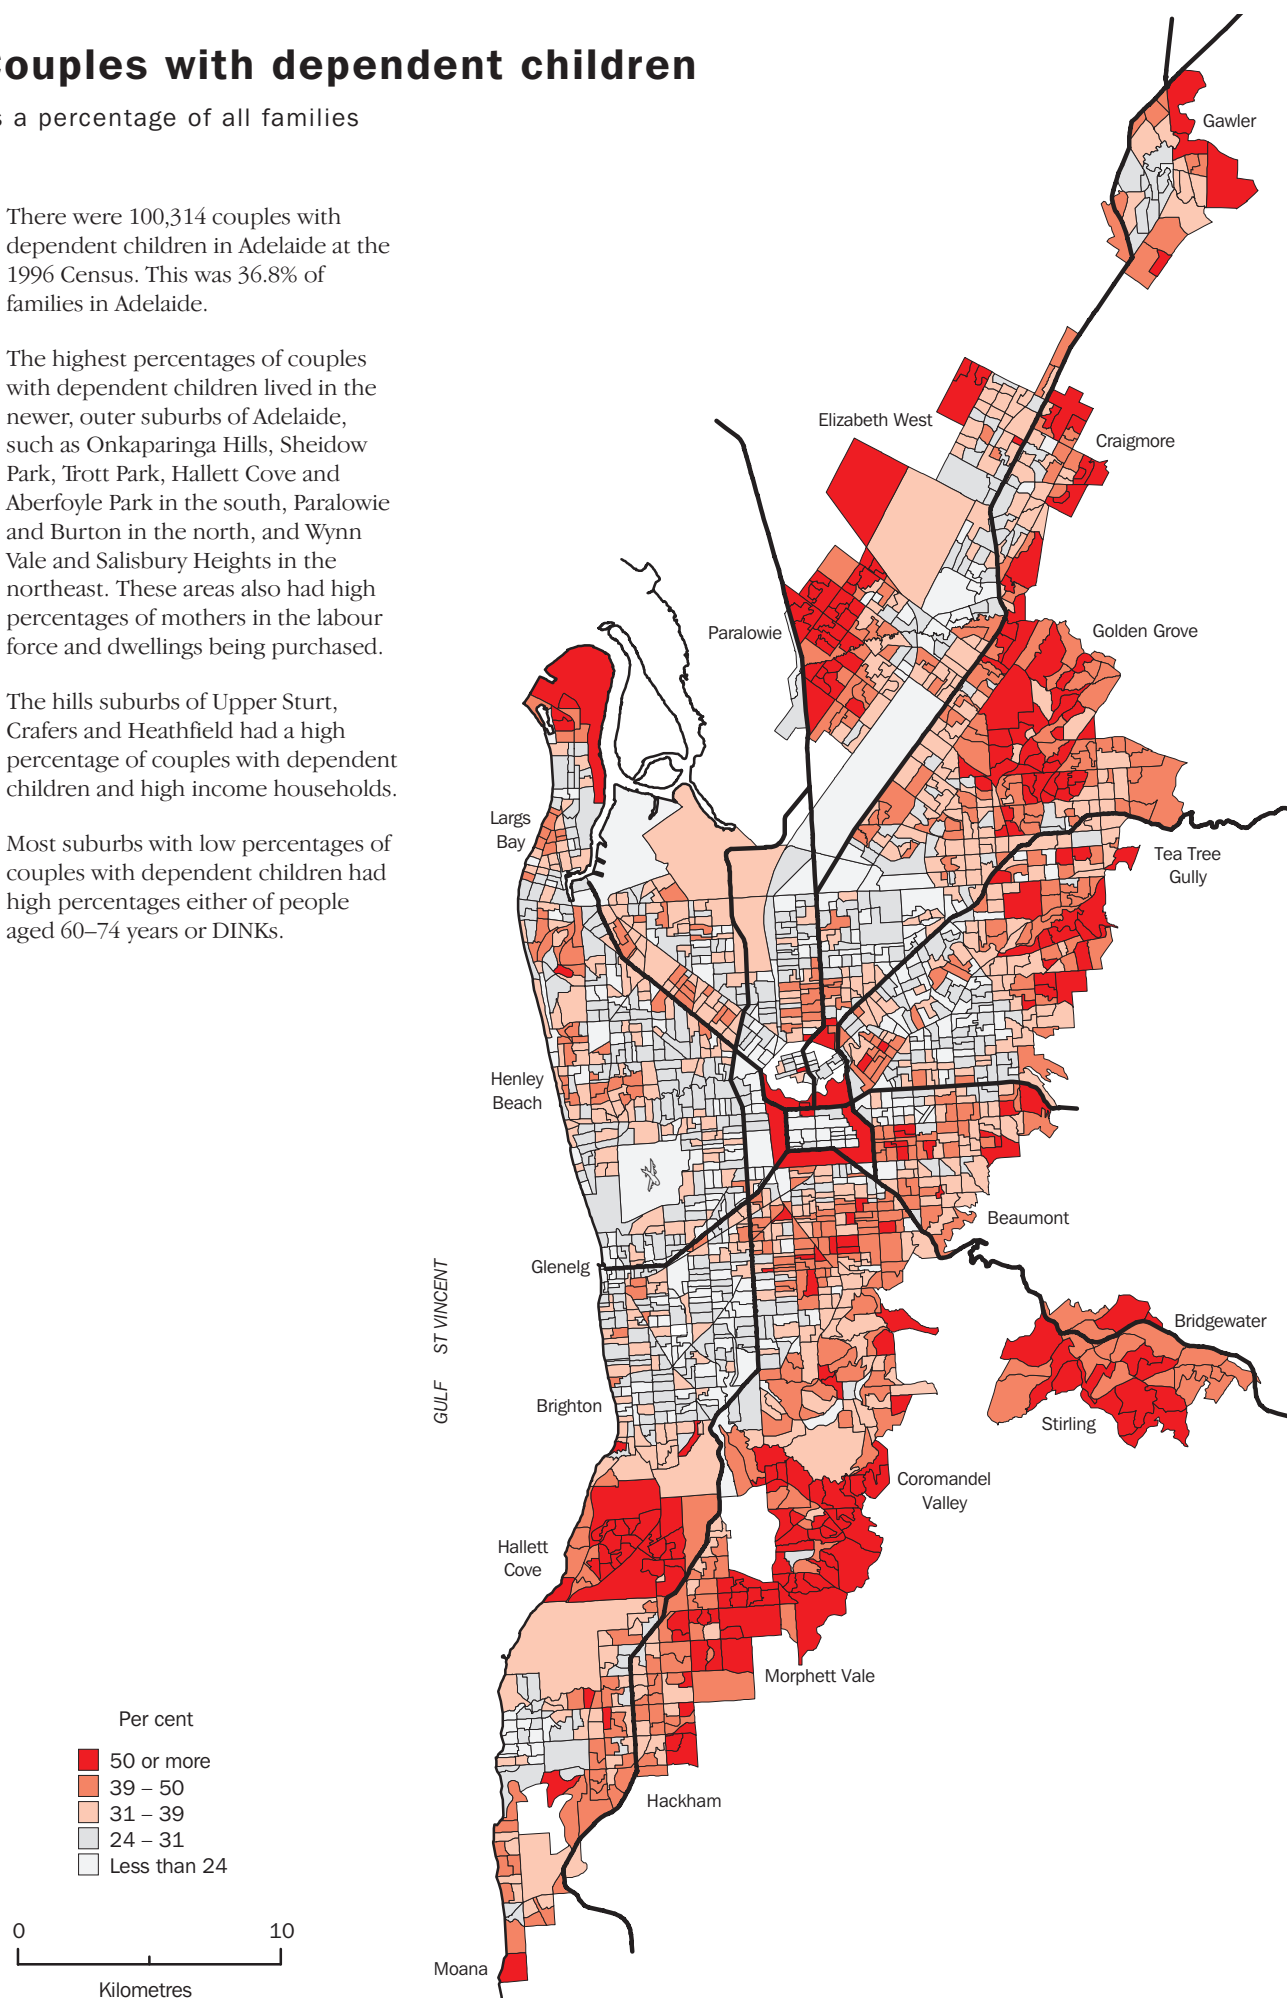 Couples with dependent children
s a percentage of all families
There were 100,314 couples with
dependent children in Adelaide at the
1996 Census. This was 36.8% of
families in Adelaide.
The highest percentages of couples
with dependent children lived in the
newer, outer suburbs of Adelaide,
such as Onkaparinga Hills, Sheidow
Park, Trott Park, Hallett Cove and
Aberfoyle Park in the south, Paralowie
and Burton in the north, and Wynn
Vale and Salisbury Heights in the
northeast. These areas also had high
percentages of mothers in the labour
force and dwellings being purchased.
The hills suburbs of Upper Sturt,
Crafers and Heathfield had a high
percentage of couples with dependent
children and high income households.
Most suburbs with low percentages of
couples with dependent children had
high percentages either of people
aged 60–74 years or DINKs.
Gawler
Elizabeth West
Craigmore
Paralowie
Golden Grove
Largs
Bay
Tea Tree
Gully
Henley
Beach
Beaumont
Glenelg
GULF ST VINCENT
Bridgewater
Brighton
Stirling
Coromandel
Valley
Hallett
Cove
Morphett Vale
Hackham
Moana
Per cent
50 or more
39 – 50
31 – 39
24 – 31
Less than 24
0 10
Kilometres